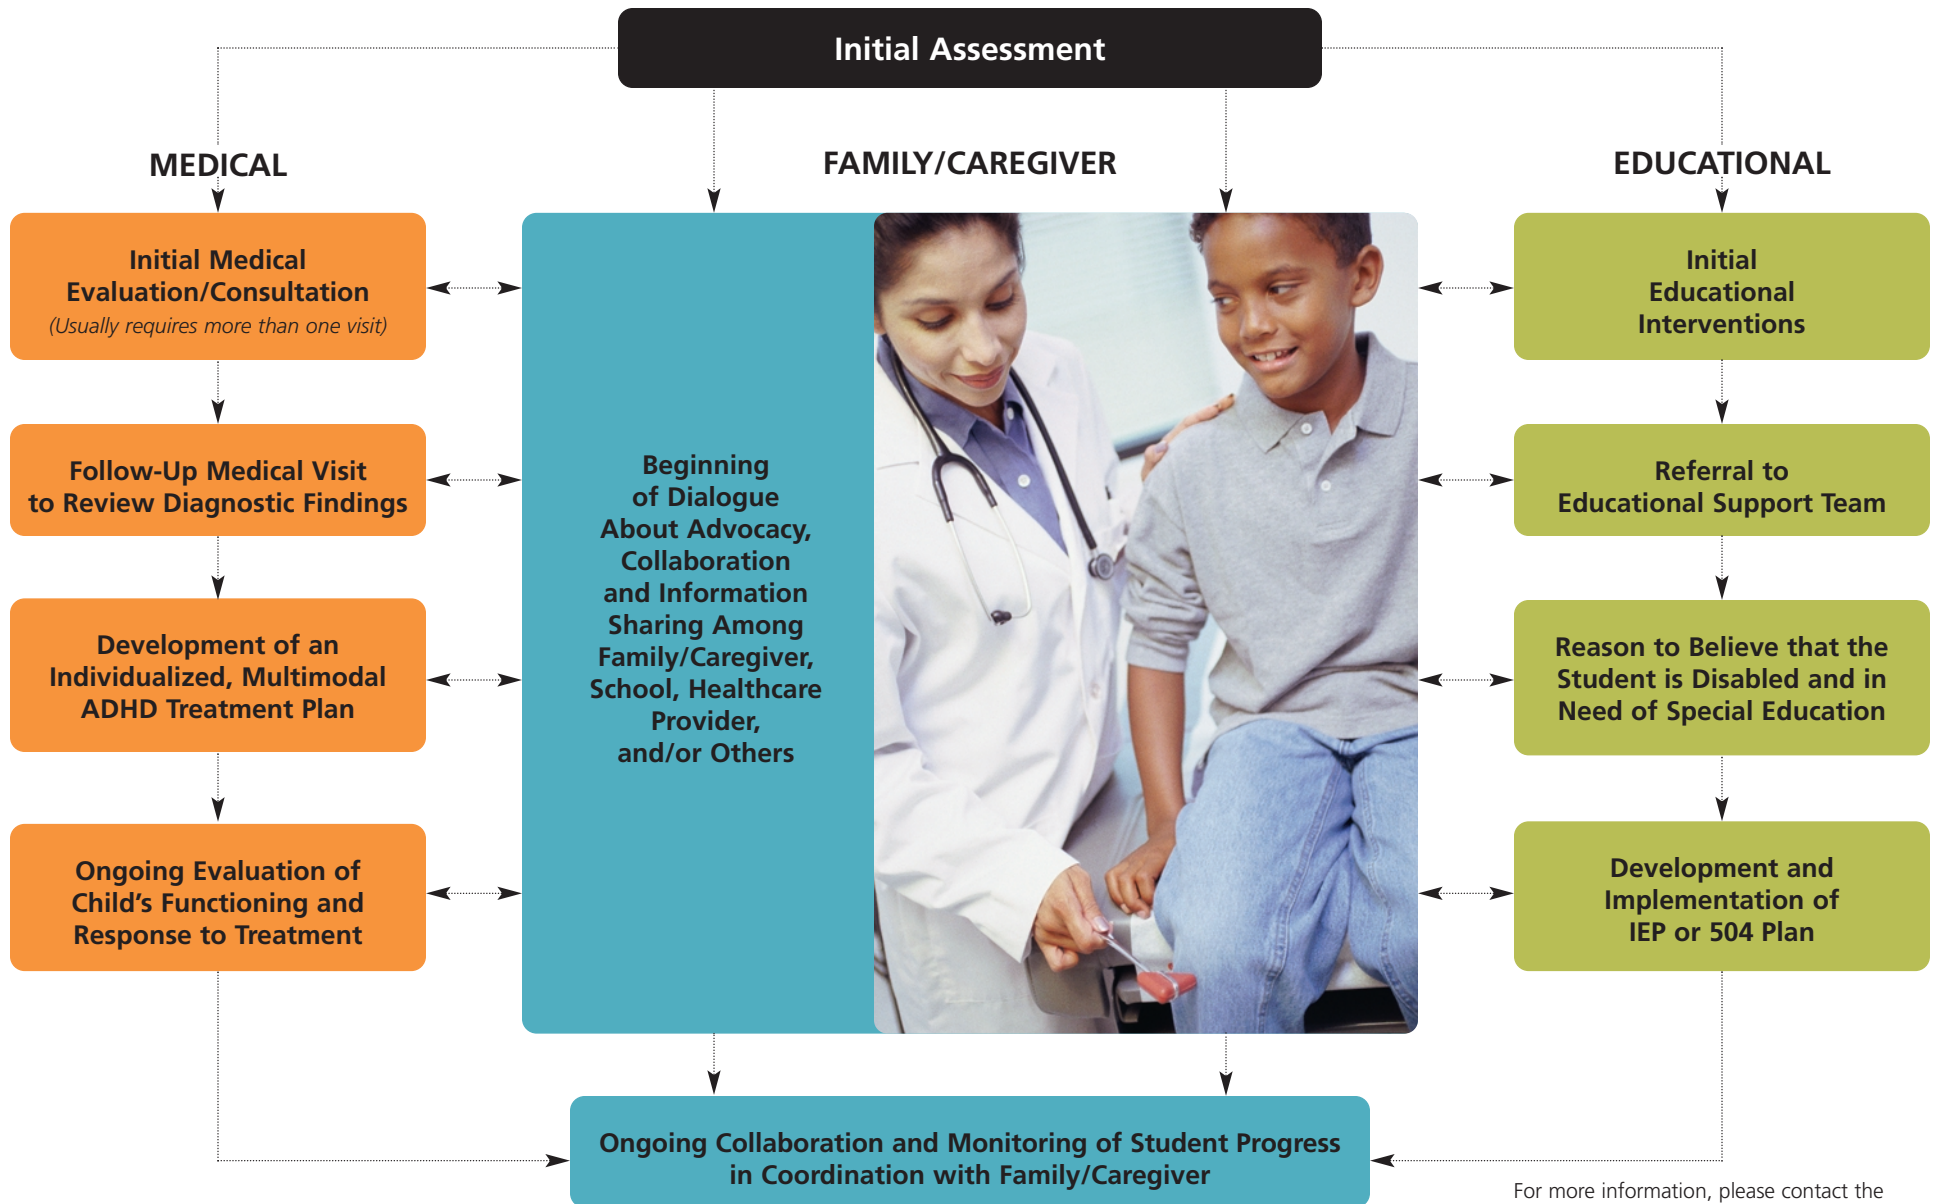 Initial Assessment
MEDICAL
FAMILY/CAREGIVER
EDUCATIONAL
Initial Medical
Evaluation/Consultation
(Usually requires more than one visit)
Follow-Up Medical Visit
to Review Diagnostic Findings
Development of an
Individualized, Multimodal
ADHD Treatment Plan
Ongoing Evaluation of
Child's Functioning and
Response to Treatment
Beginning
of Dialogue
About Advocacy,
Collaboration
and Information
Sharing Among
Family/Caregiver,
School, Healthcare
Provider,
and/or Others
Initial
Educational
Interventions
Referral to
Educational Support Team
Reason to Believe that the
Student is Disabled and in
Need of Special Education
Development and
Implementation of
IEP or 504 Plan
Ongoing Collaboration and Monitoring of Student Progress
in Coordination with Family/Caregiver
For more information, please contact the